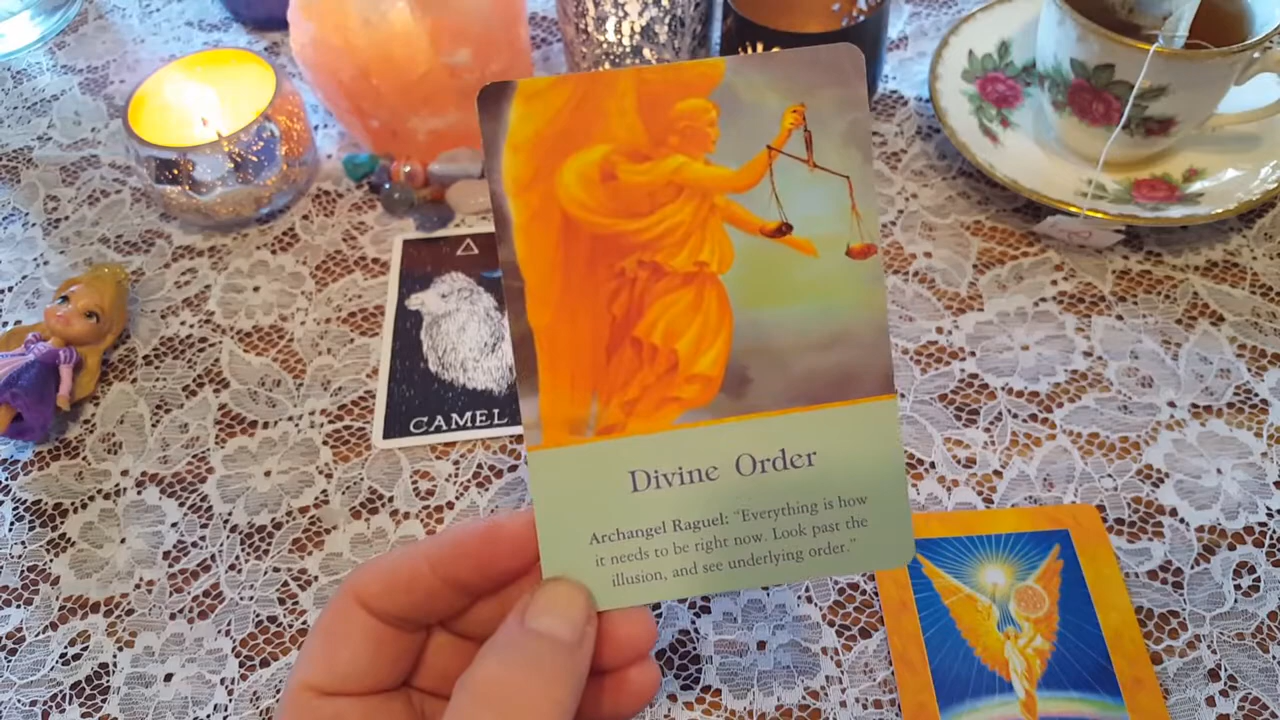 CAMEL
Divine Order
Archangel Raguel: "Everything is how
it needs to be right now. Look past the
illusion, and see underlying order."